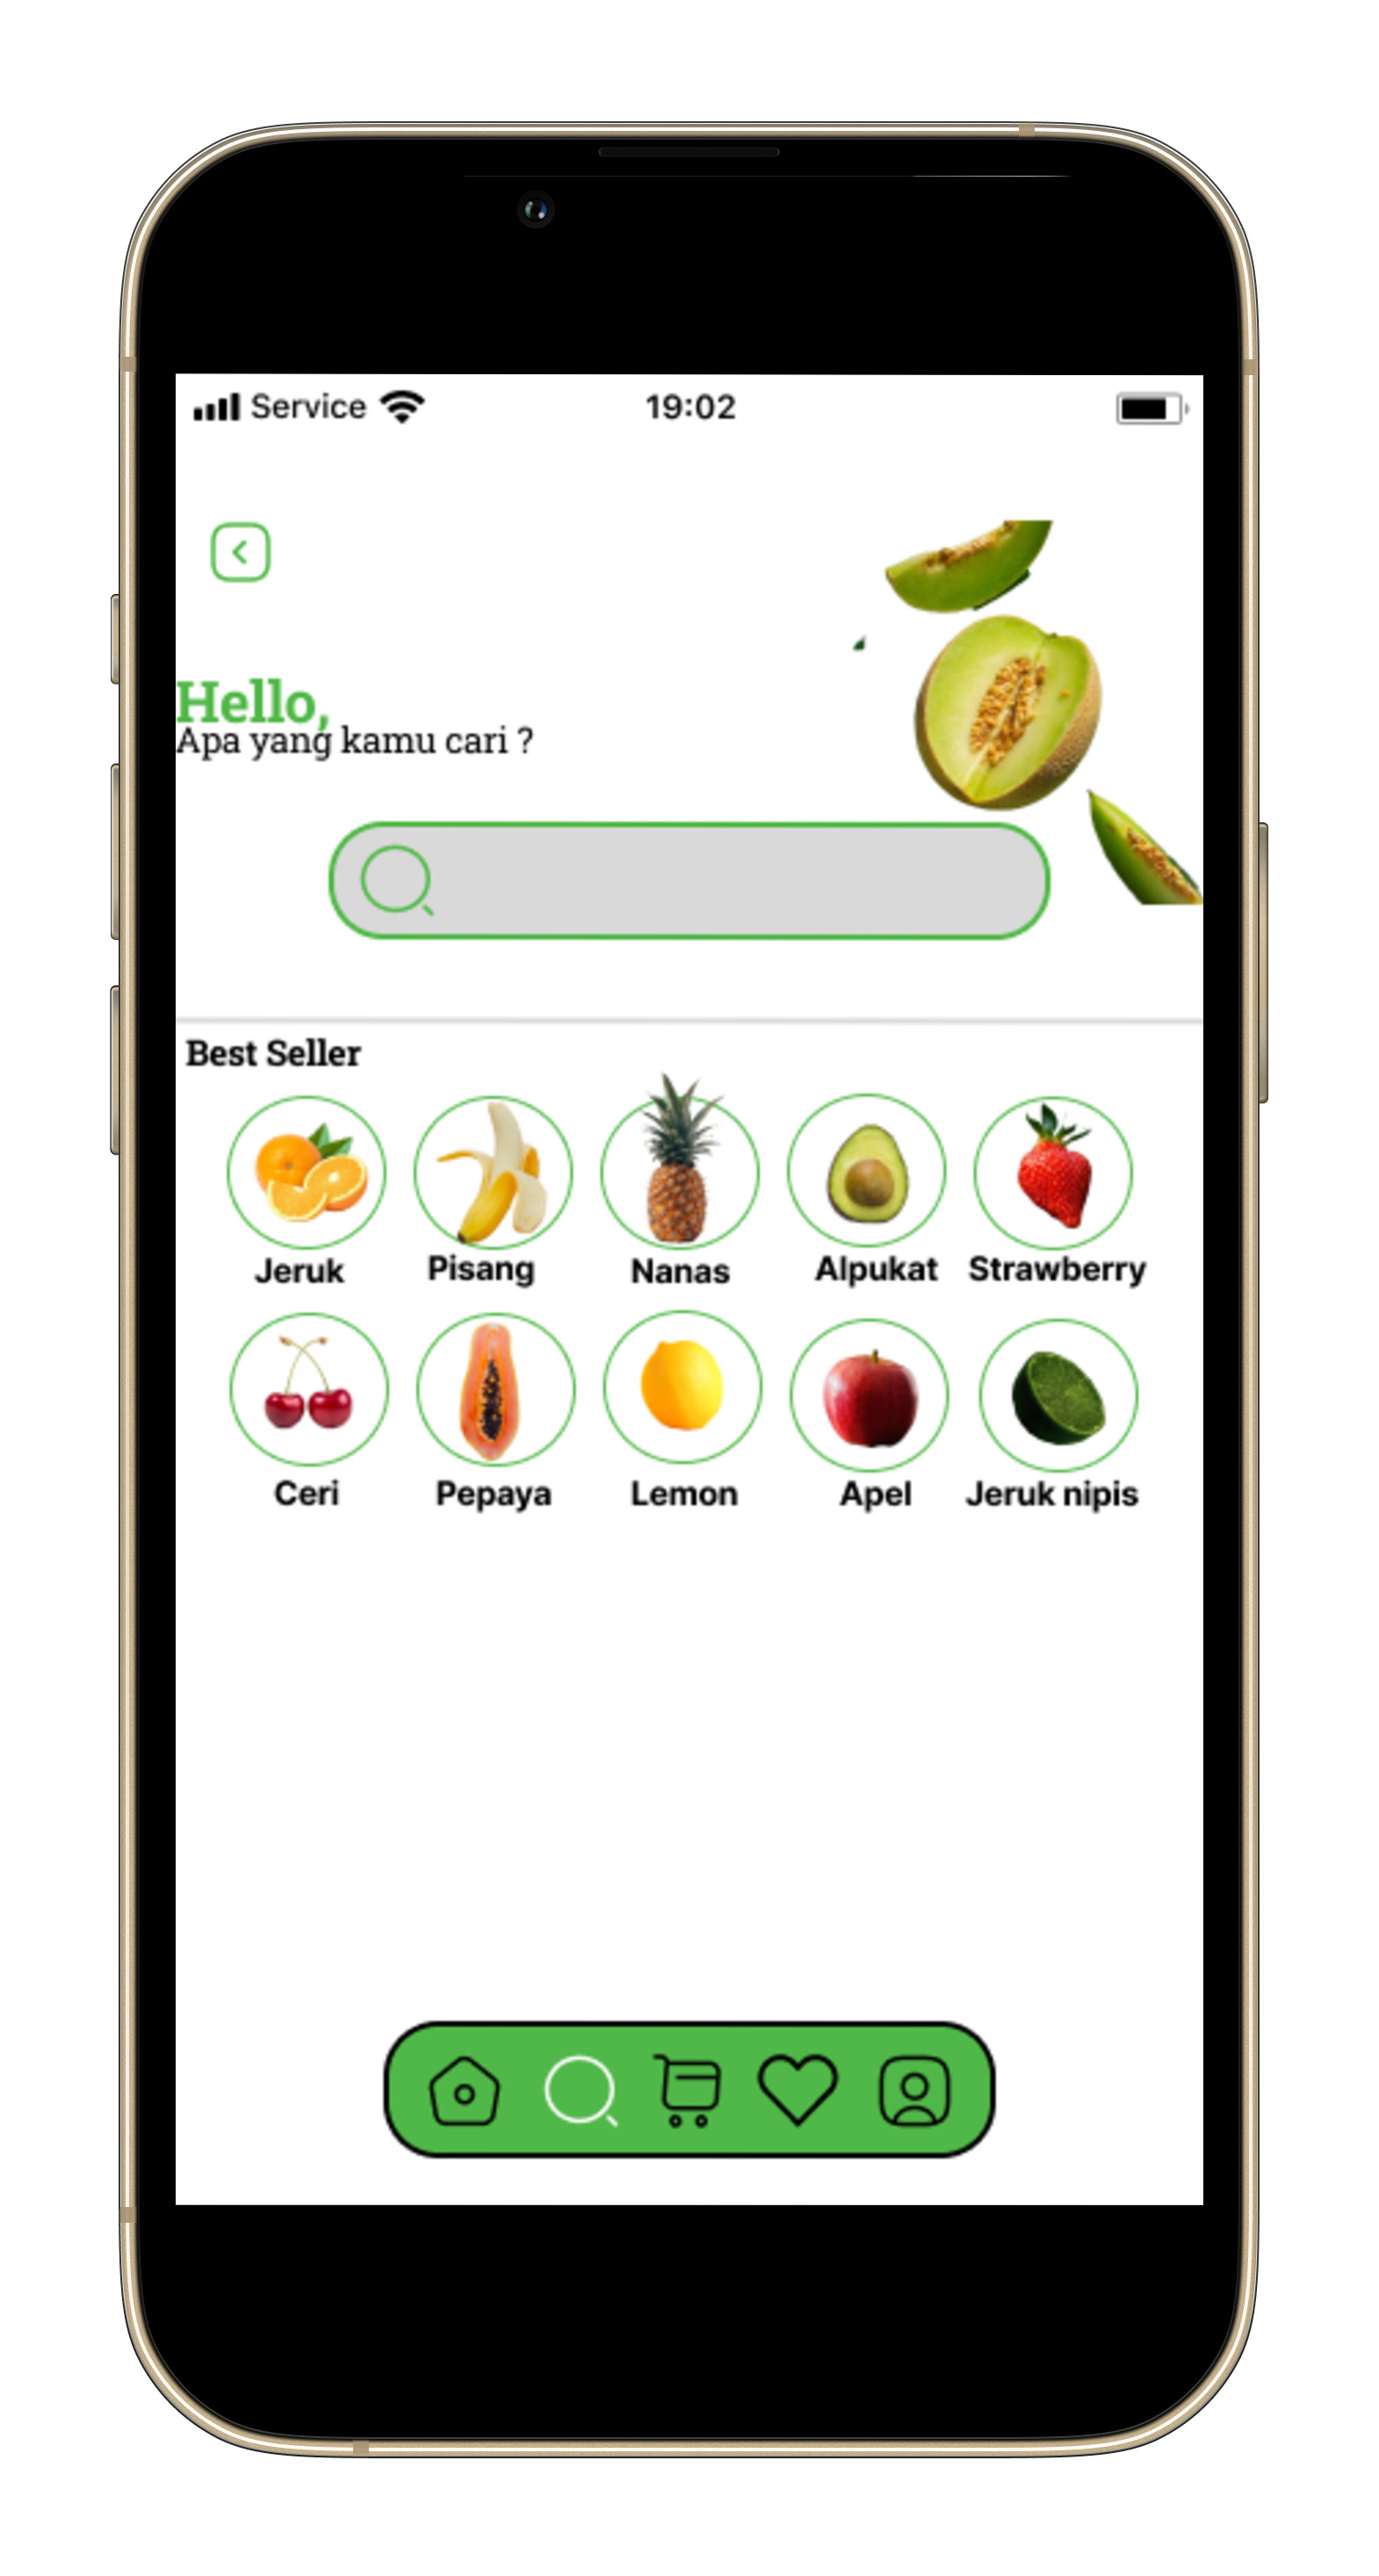 Service 19:02
Hello,
Apa yang kamu cari ?
Best Seller
Jeruk Pisang Nanas Alpukat Strawberry
Ceri Pepaya Lemon Apel Jeruk nipis